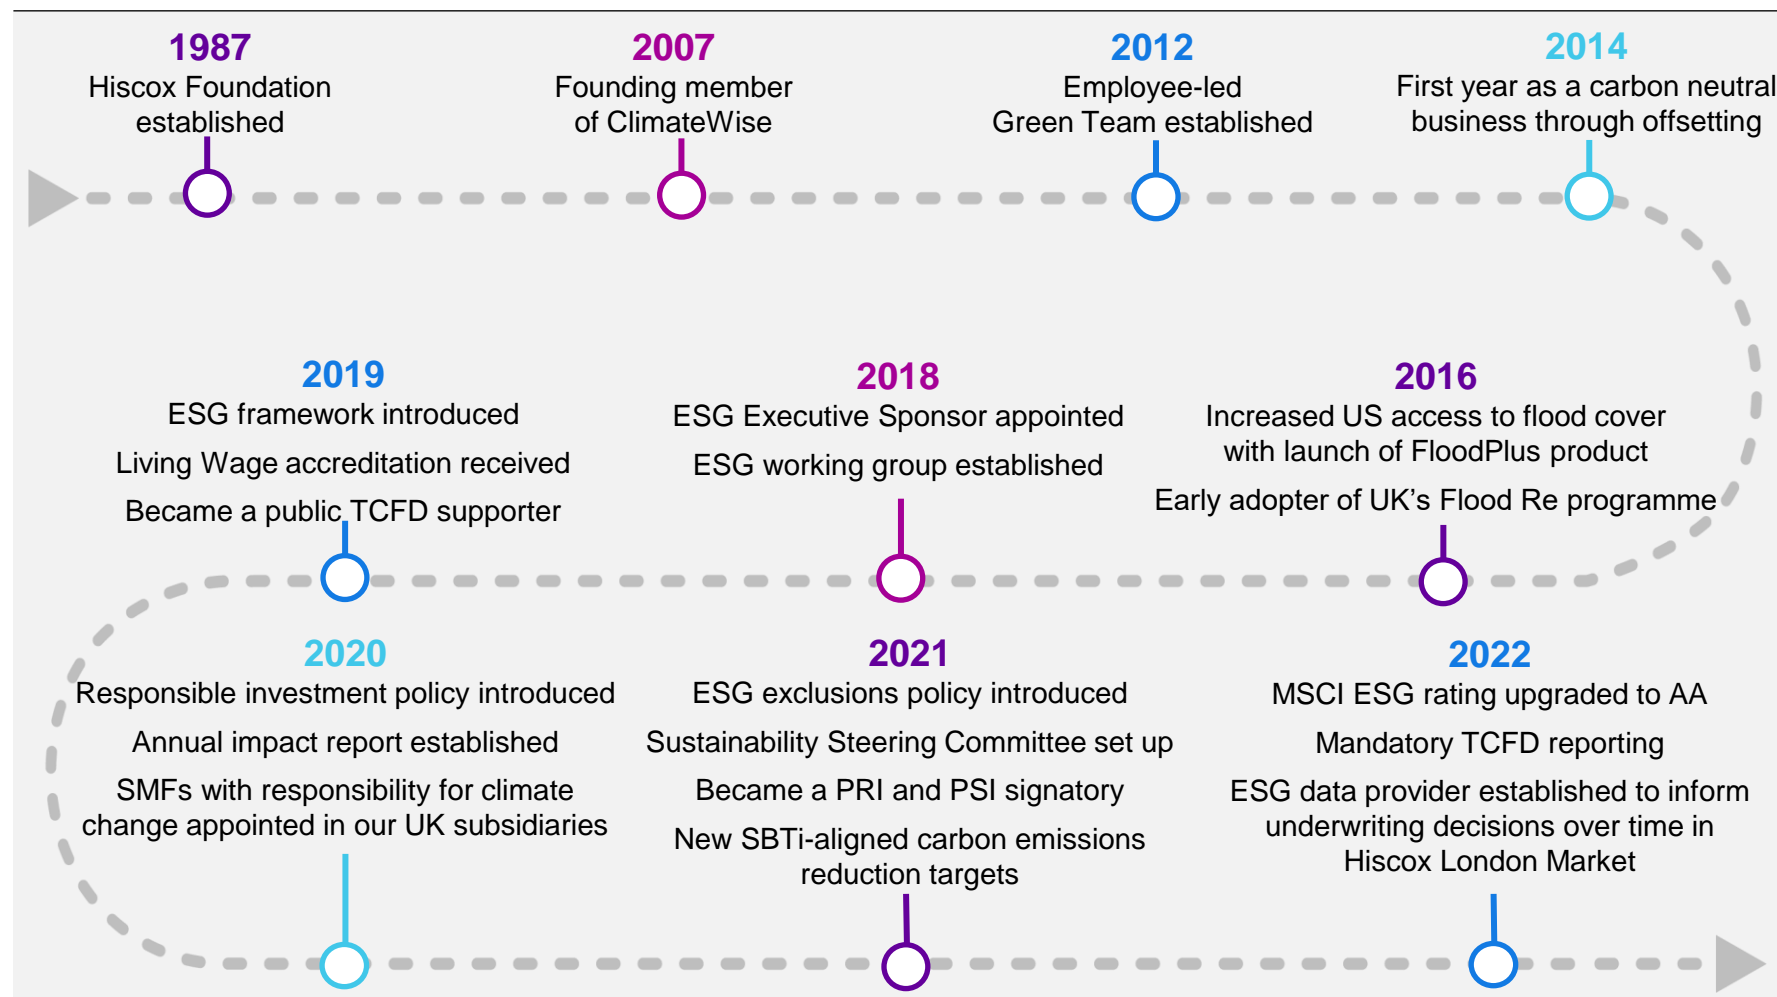 1987
Hiscox Foundation
established
2007
Founding member
of ClimateWise
2012
Employee-led
Green Team established
2014
First year as a carbon neutral
business through offsetting
2016
Increased US access to flood cover
with launch of FloodPlus product
Early adopter of UK's Flood Re programme
2018
ESG Executive Sponsor appointed
ESG working group established
2019
ESG framework introduced
Living Wage accreditation received
Became a public TCFD supporter
2020
Responsible investment policy introduced
Annual impact report established
SMFs with responsibility for climate
change appointed in our UK subsidiaries
2021
ESG exclusions policy introduced
Sustainability Steering Committee set up
Became a PRI and PSI signatory
New SBTi-aligned carbon emissions
reduction targets
2022
MSCI ESG rating upgraded to AA
Mandatory TCFD reporting
ESG data provider established to inform
underwriting decisions over time in
Hiscox London Market